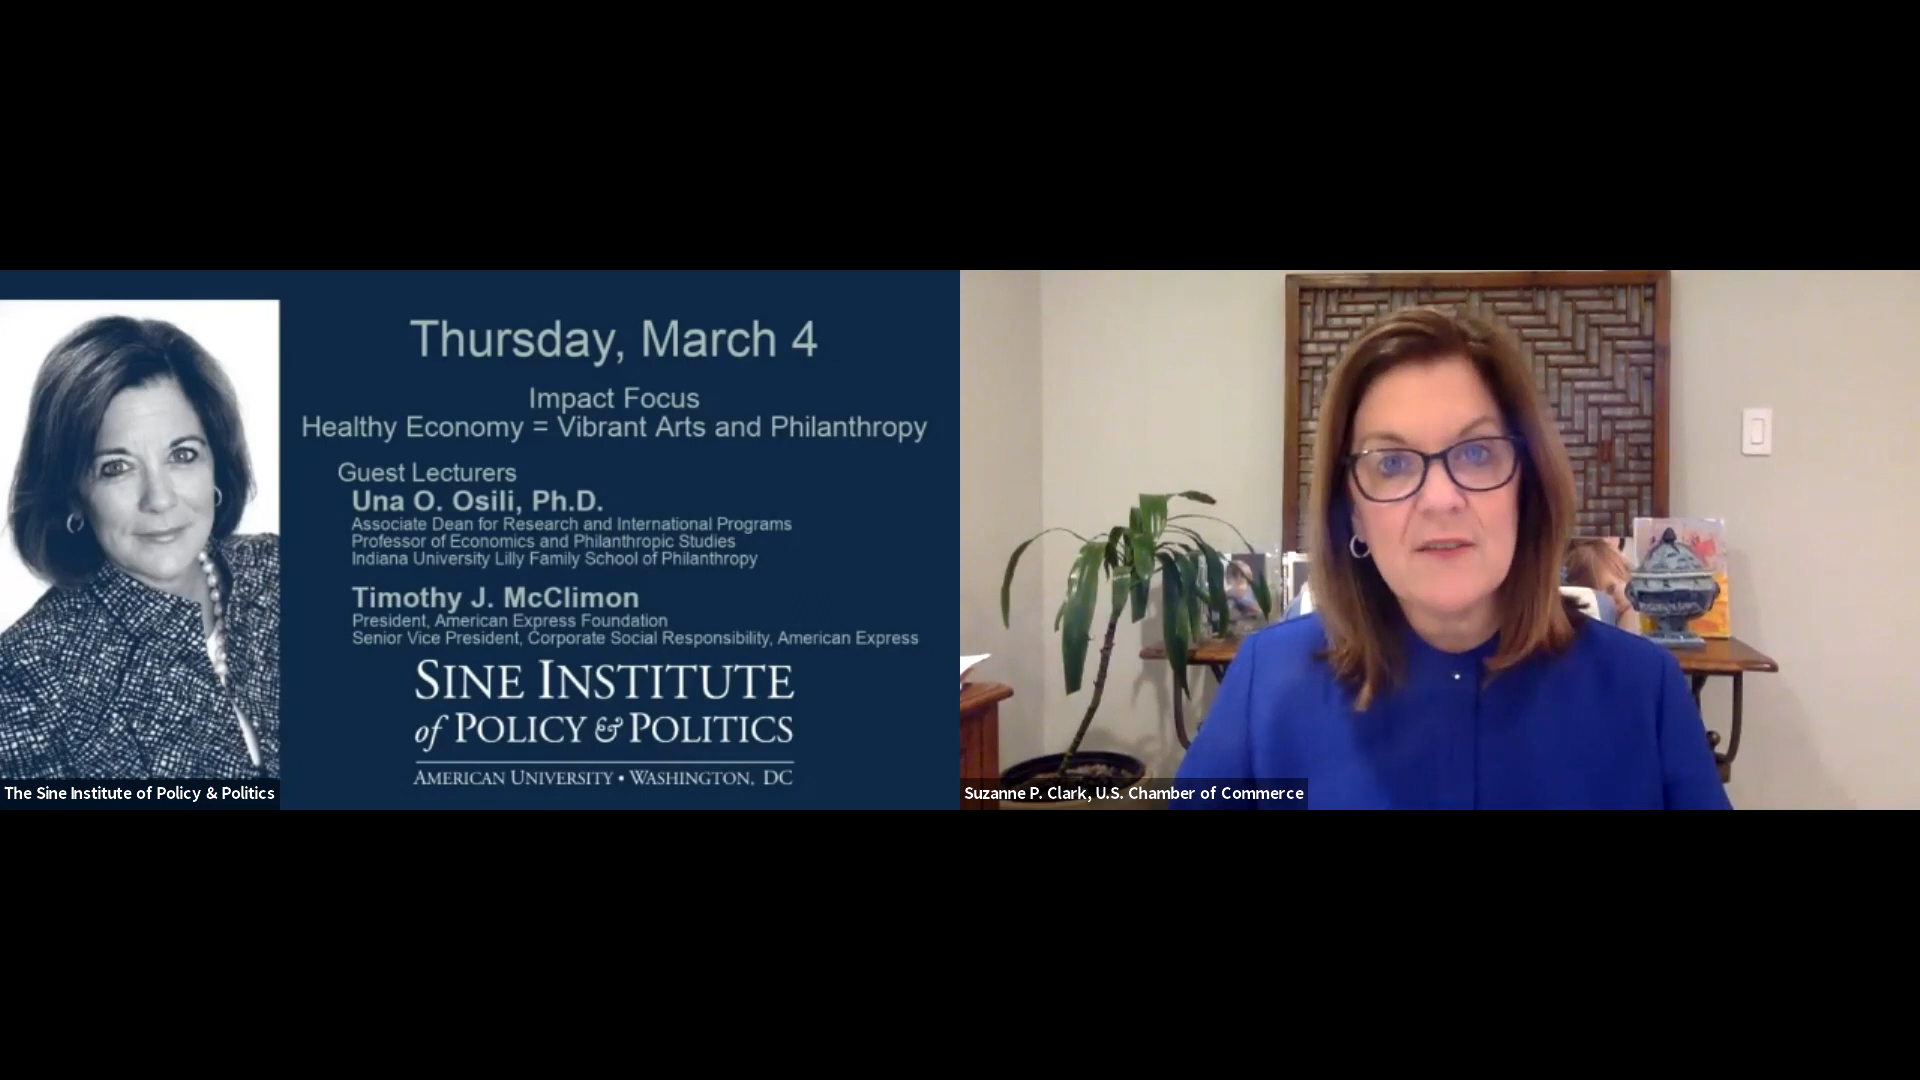 Thursday, March 4
Impact Focus
Healthy Economy = Vibrant Arts and Philanthropy
Guest Lecturers
Una O. Osili, Ph.D.
Associate Dean for Research and International Programs
Professor of Economics and Philanthropic Studies
Indiana University Lilly Family School of Philanthropy
Timothy J. McClimon
President, American Express Foundation
Senior Vice President, Corporate Social Responsibility, American Express
SINE INSTITUTE
of POLICY & POLITICS
AMERICAN UNIVERSITY • WASHINGTON, DC
The Sine Institute of Policy & Politics
Suzanne P. Clark, U.S. Chamber of Commerce